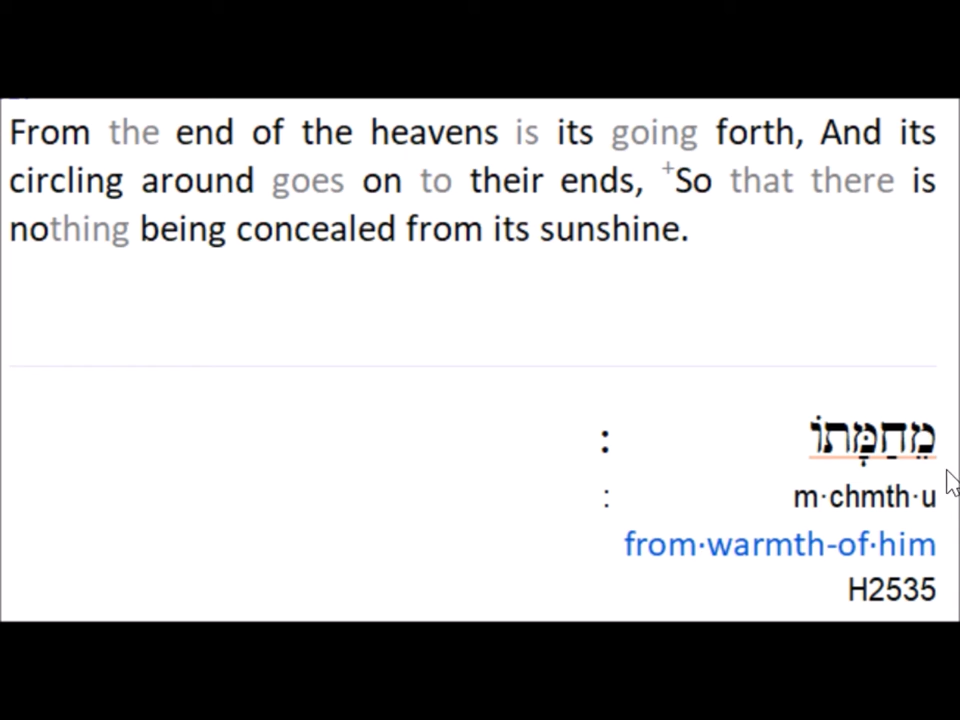 From the end of the heavens is its going forth, And its
circling around goes on to their ends, +So that there is
nothing being concealed from its sunshine.
מֵחַמָּתוֹ :
m·chmth·u :
from·warmth-of·him
H2535